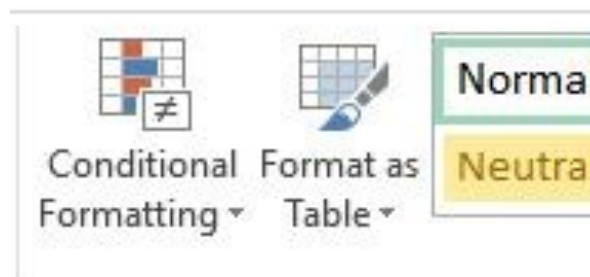 Conditional Formatting
Format as Table
Norma
Neutra